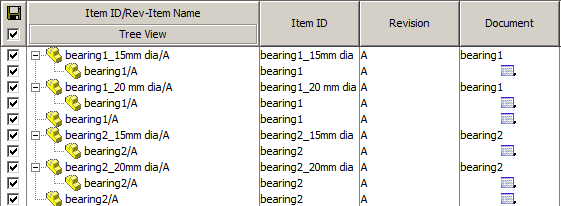 Item ID/Rev-Item Name Item ID Revision Document
Tree View
bearing1_15mm dia/A bearing1_15mm dia A bearing1
bearing1/A bearing1 A
bearing1_20 mm dia/A bearing1_20 mm dia A bearing1
bearing1/A bearing1 A
bearing1/A bearing1 A
bearing2_15mm dia/A bearing2_15mm dia A bearing2
bearing2/A bearing2 A
bearing2_20mm dia/A bearing2_20mm dia A bearing2
bearing2/A bearing2 A
bearing2/A bearing2 A